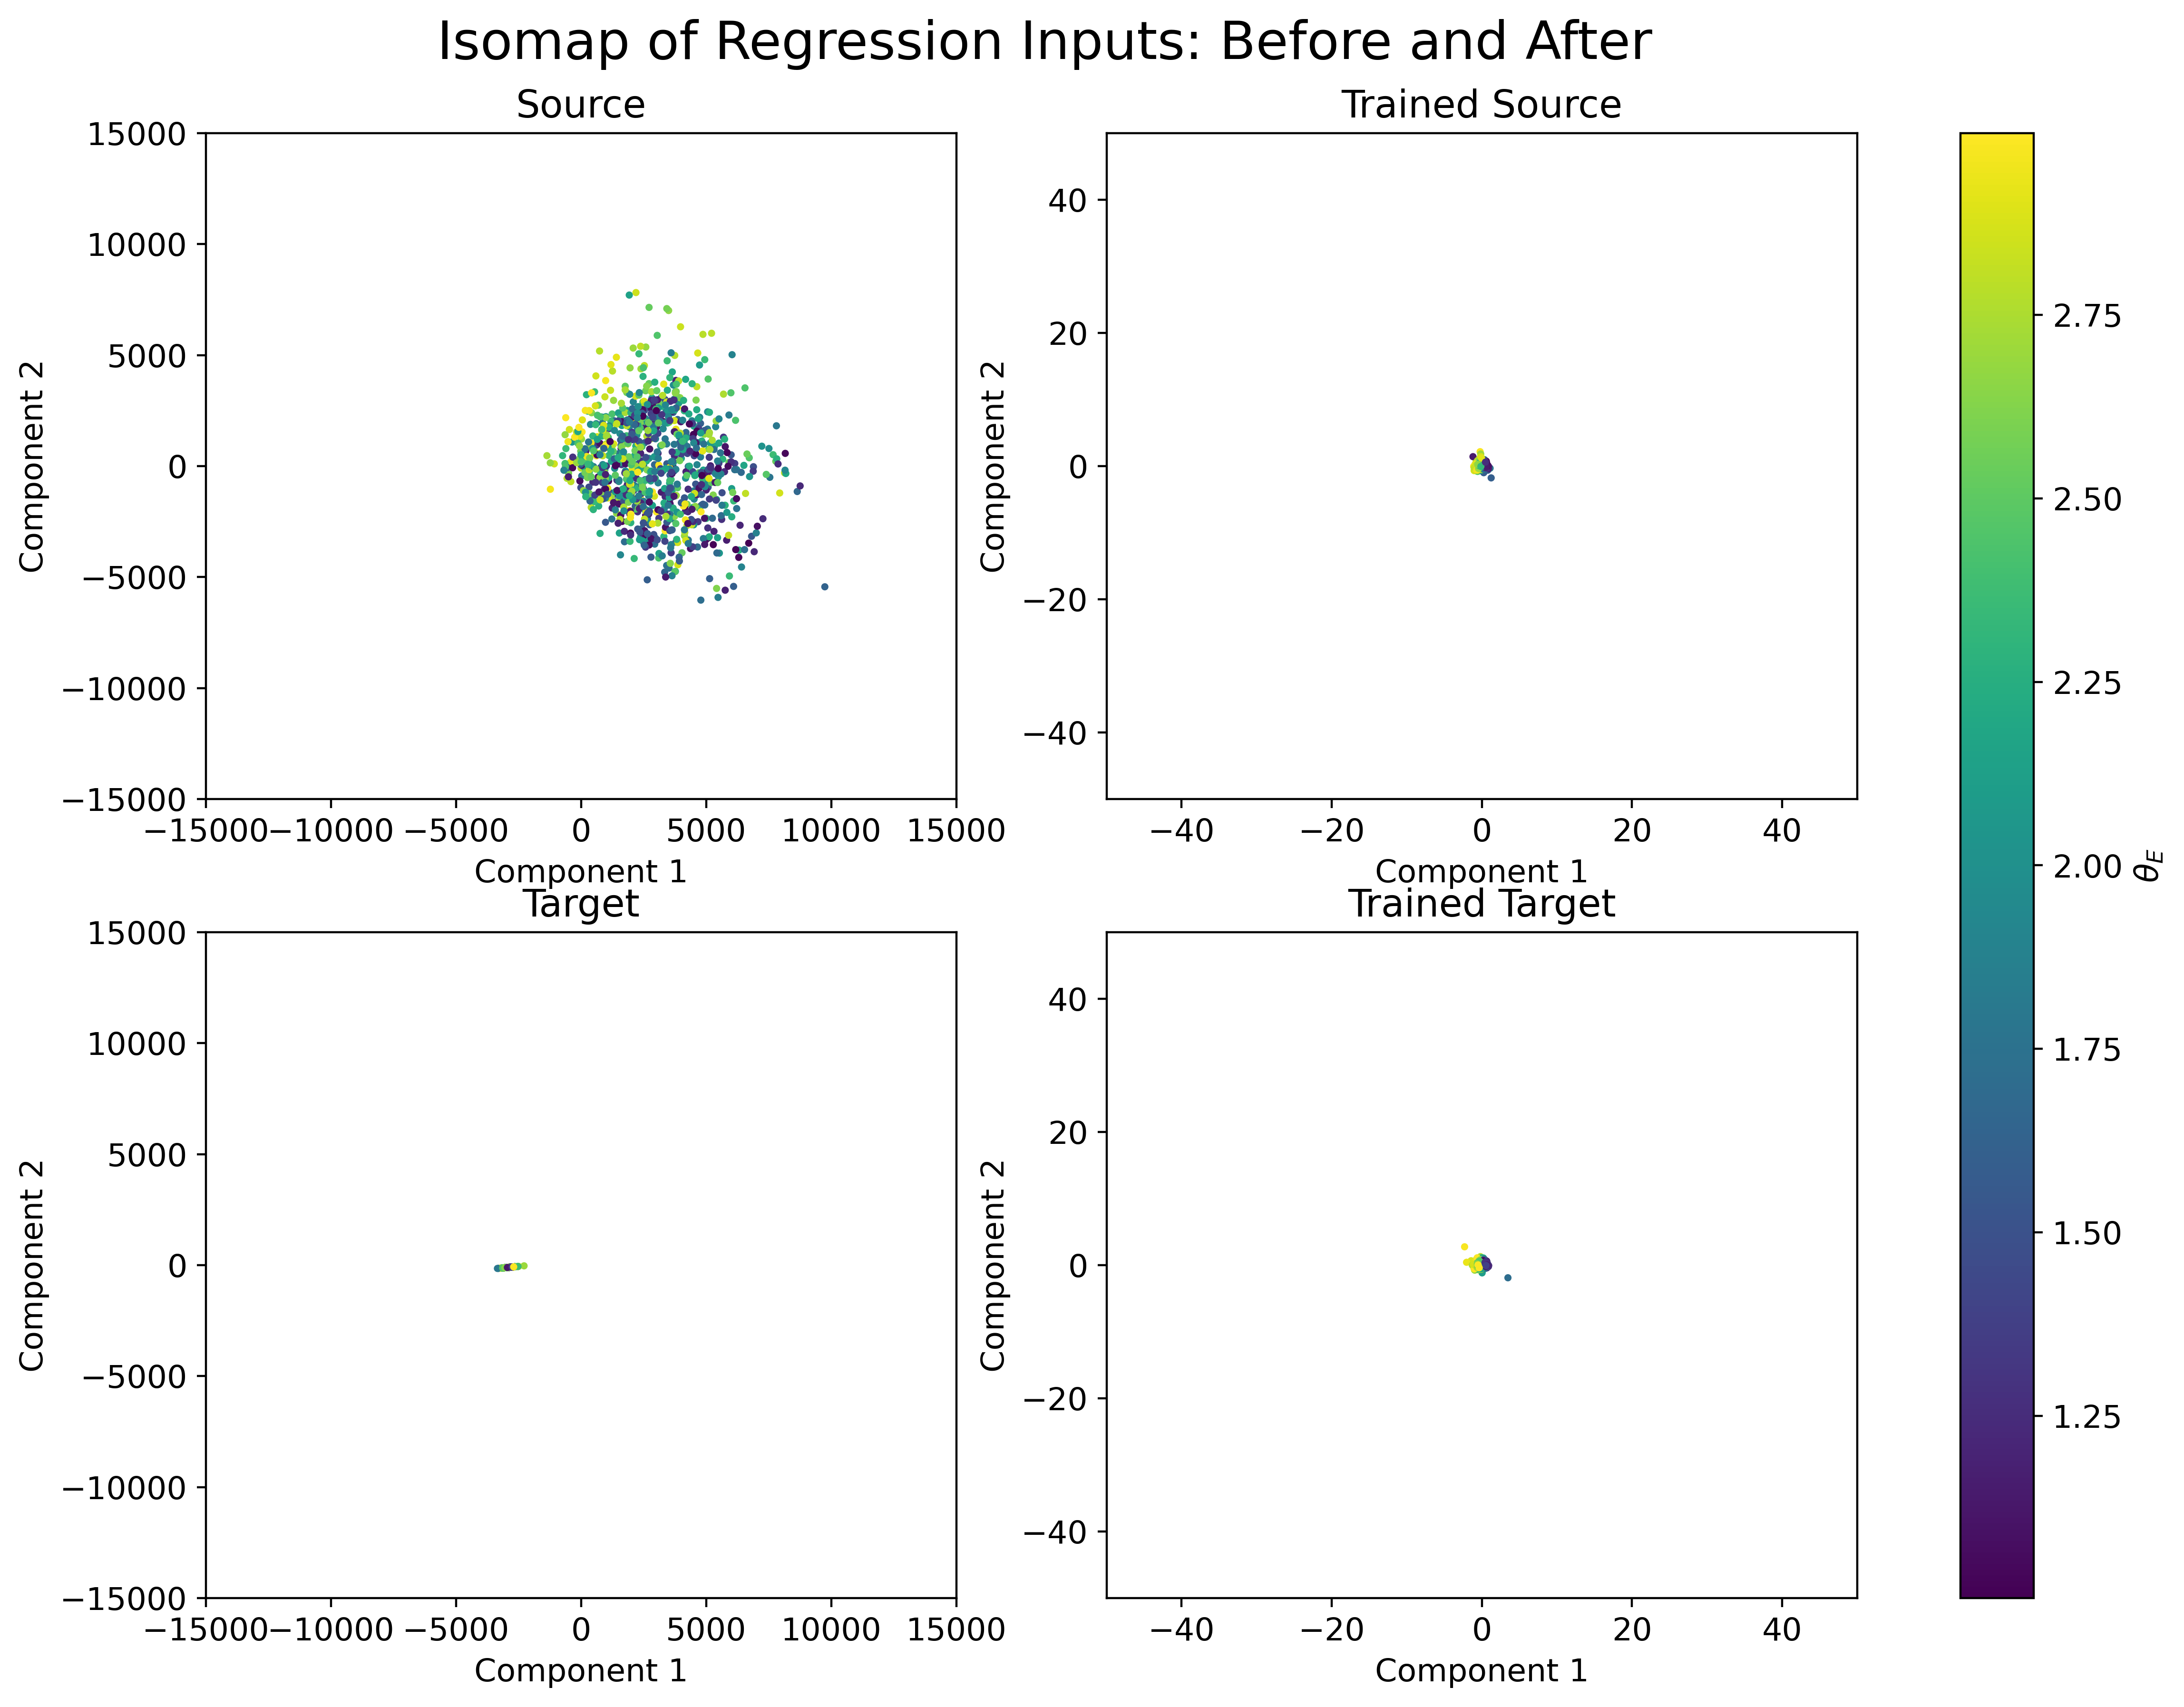 Isomap of Regression Inputs: Before and After
Source
Trained Source
15000
10000
5000
0
−5000
−10000
−15000
Component 2
−15000 −10000 −5000 0 5000 10000 15000
Component 1
40
20
0
−20
−40
Component 2
−40 −20 0 20 40
Component 1
Target
Trained Target
15000
10000
5000
0
−5000
−10000
−15000
Component 2
−15000 −10000 −5000 0 5000 10000 15000
Component 1
40
20
0
−20
−40
Component 2
−40 −20 0 20 40
Component 1
2.75
2.50
2.25
2.00
1.75
1.50
1.25
θE